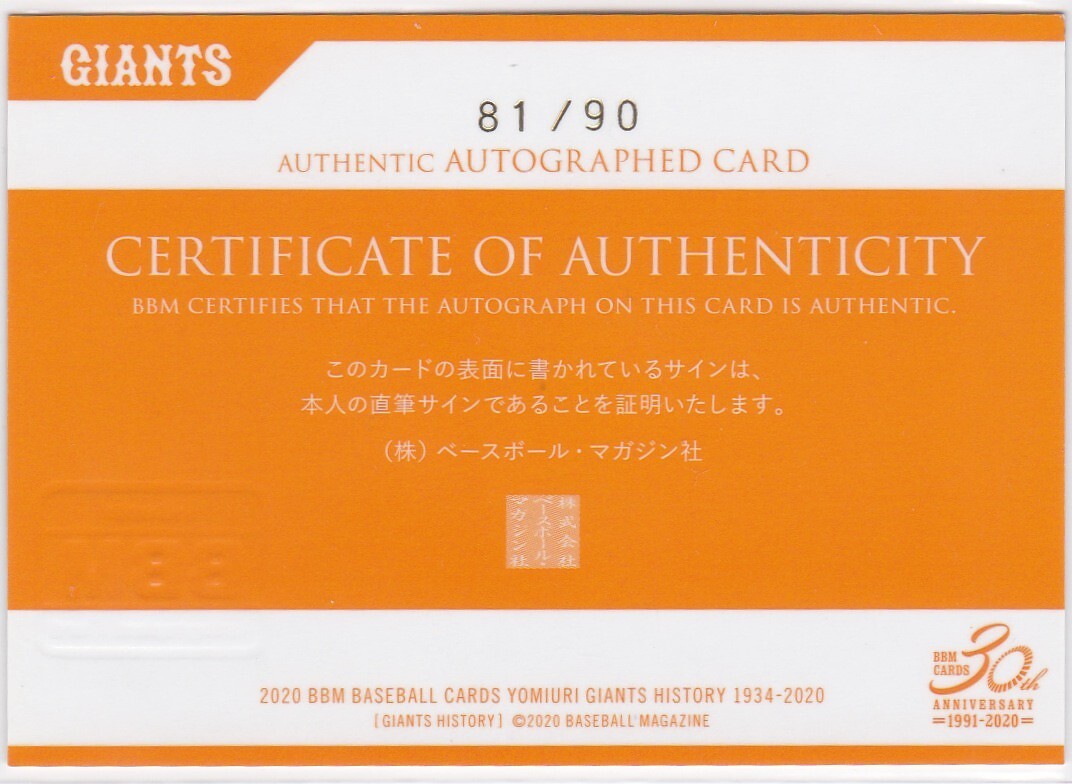 GIANTS
81/90
AUTHENTIC AUTOGRAPHED CARD
CERTIFICATE OF AUTHENTICITY
BBM CERTIFIES THAT THE AUTOGRAPH ON THIS CARD IS AUTHENTIC.
このカードの表面に書かれているサインは、
本人の直筆サインであることを証明いたします。
(株)ベースボール・マガジン社
株式会社
ベースボール・
マガジン社
BBM
2020 BBM BASEBALL CARDS YOMIURI GIANTS HISTORY 1934-2020
[GIANTS HISTORY] ©2020 BASEBALL MAGAZINE
BBM
CARDS
30th
ANNIVERSARY
=1991-2020=